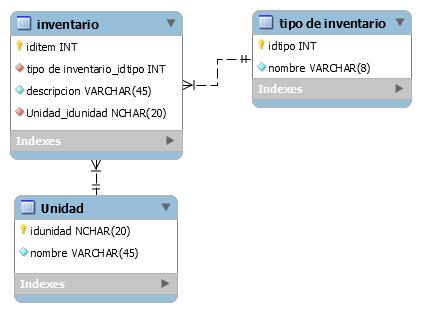 inventario
iditem INT
tipo de inventario_idtipo INT
descripcion VARCHAR(45)
Unidad_idunidad NCHAR(20)
Indexes
tipo de inventario
idtipo INT
nombre VARCHAR(8)
Indexes
Unidad
idunidad NCHAR(20)
nombre VARCHAR(45)
Indexes